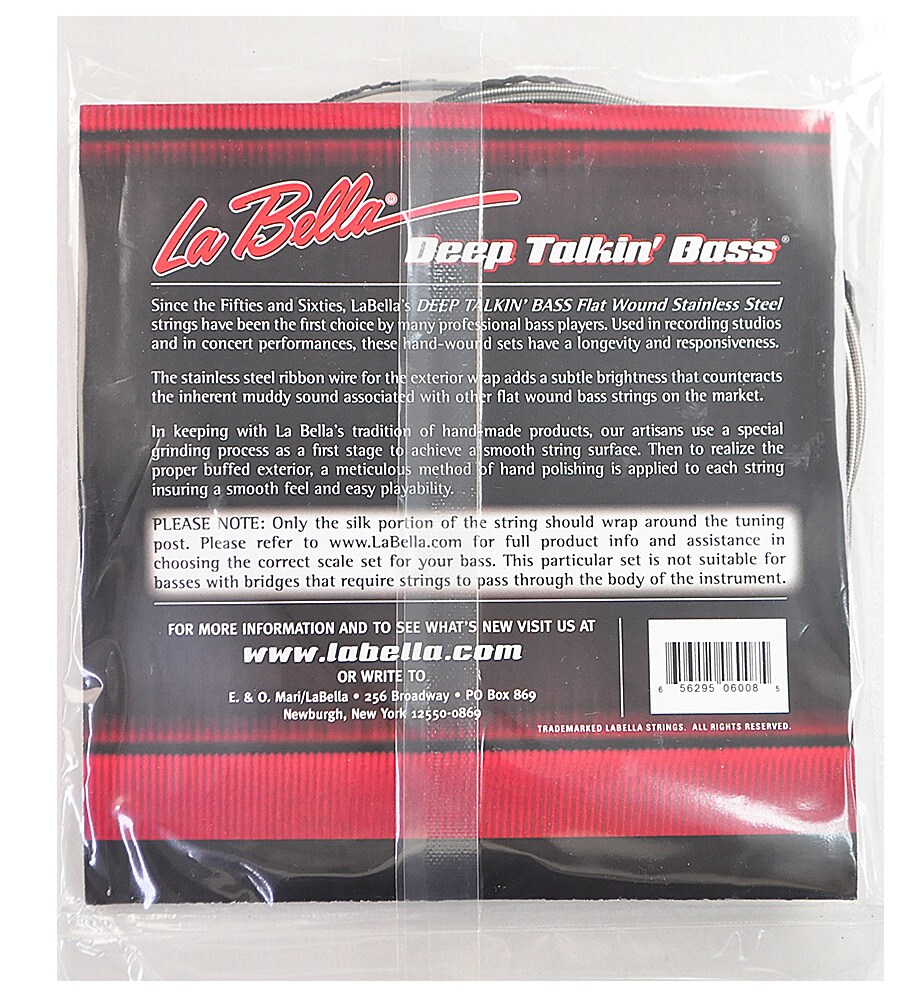 La Bella®
Deep Talkin' Bass®
Since the Fifties and Sixties, LaBella's DEEP TALKIN' BASS Flat Wound Stainless Steel
strings have been the first choice by many professional bass players. Used in recording studios
and in concert performances, these hand-wound sets have a longevity and responsiveness.
The stainless steel ribbon wire for the exterior wrap adds a subtle brightness that counteracts
the inherent muddy sound associated with other flat wound bass strings on the market.
In keeping with La Bella's tradition of hand-made products, our artisans use a special
grinding process as a first stage to achieve a smooth string surface. Then to realize the
proper buffed exterior, a meticulous method of hand polishing is applied to each string
insuring a smooth feel and easy playability.
PLEASE NOTE: Only the silk portion of the string should wrap around the tuning
post. Please refer to www.LaBella.com for full product info and assistance in
choosing the correct scale set for your bass. This particular set is not suitable for
basses with bridges that require strings to pass through the body of the instrument.
FOR MORE INFORMATION AND TO SEE WHAT'S NEW VISIT US AT
www.labella.com
OR WRITE TO
E. & O. Mari/LaBella • 256 Broadway • PO Box 869
Newburgh, New York 12550-0869
6 56295 06008 5
TRADEMARKED LABELLA STRINGS. ALL RIGHTS RESERVED.